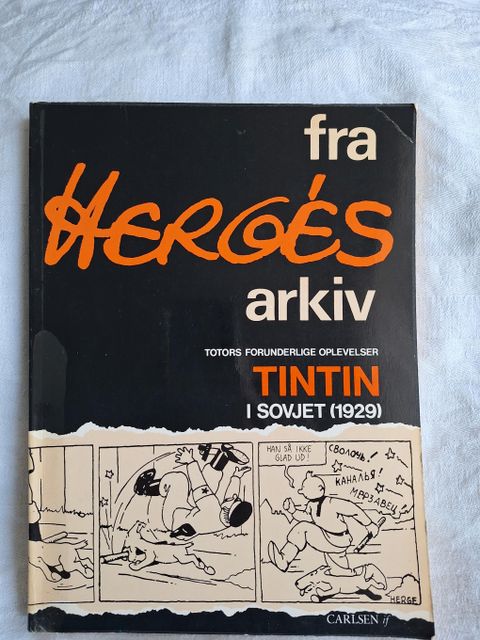 fra
HERGÉS
arkiv
TOTORS FORUNDERLIGE OPLEVELSER
TINTIN
I SOVJET (1929)
HAN SÅ IKKE
GLAD UD!
СВОЛОЧЬ!
КАНАЛЬЯ!
МЕРЗАВЕЦ!
HERGE
CARLSEN if